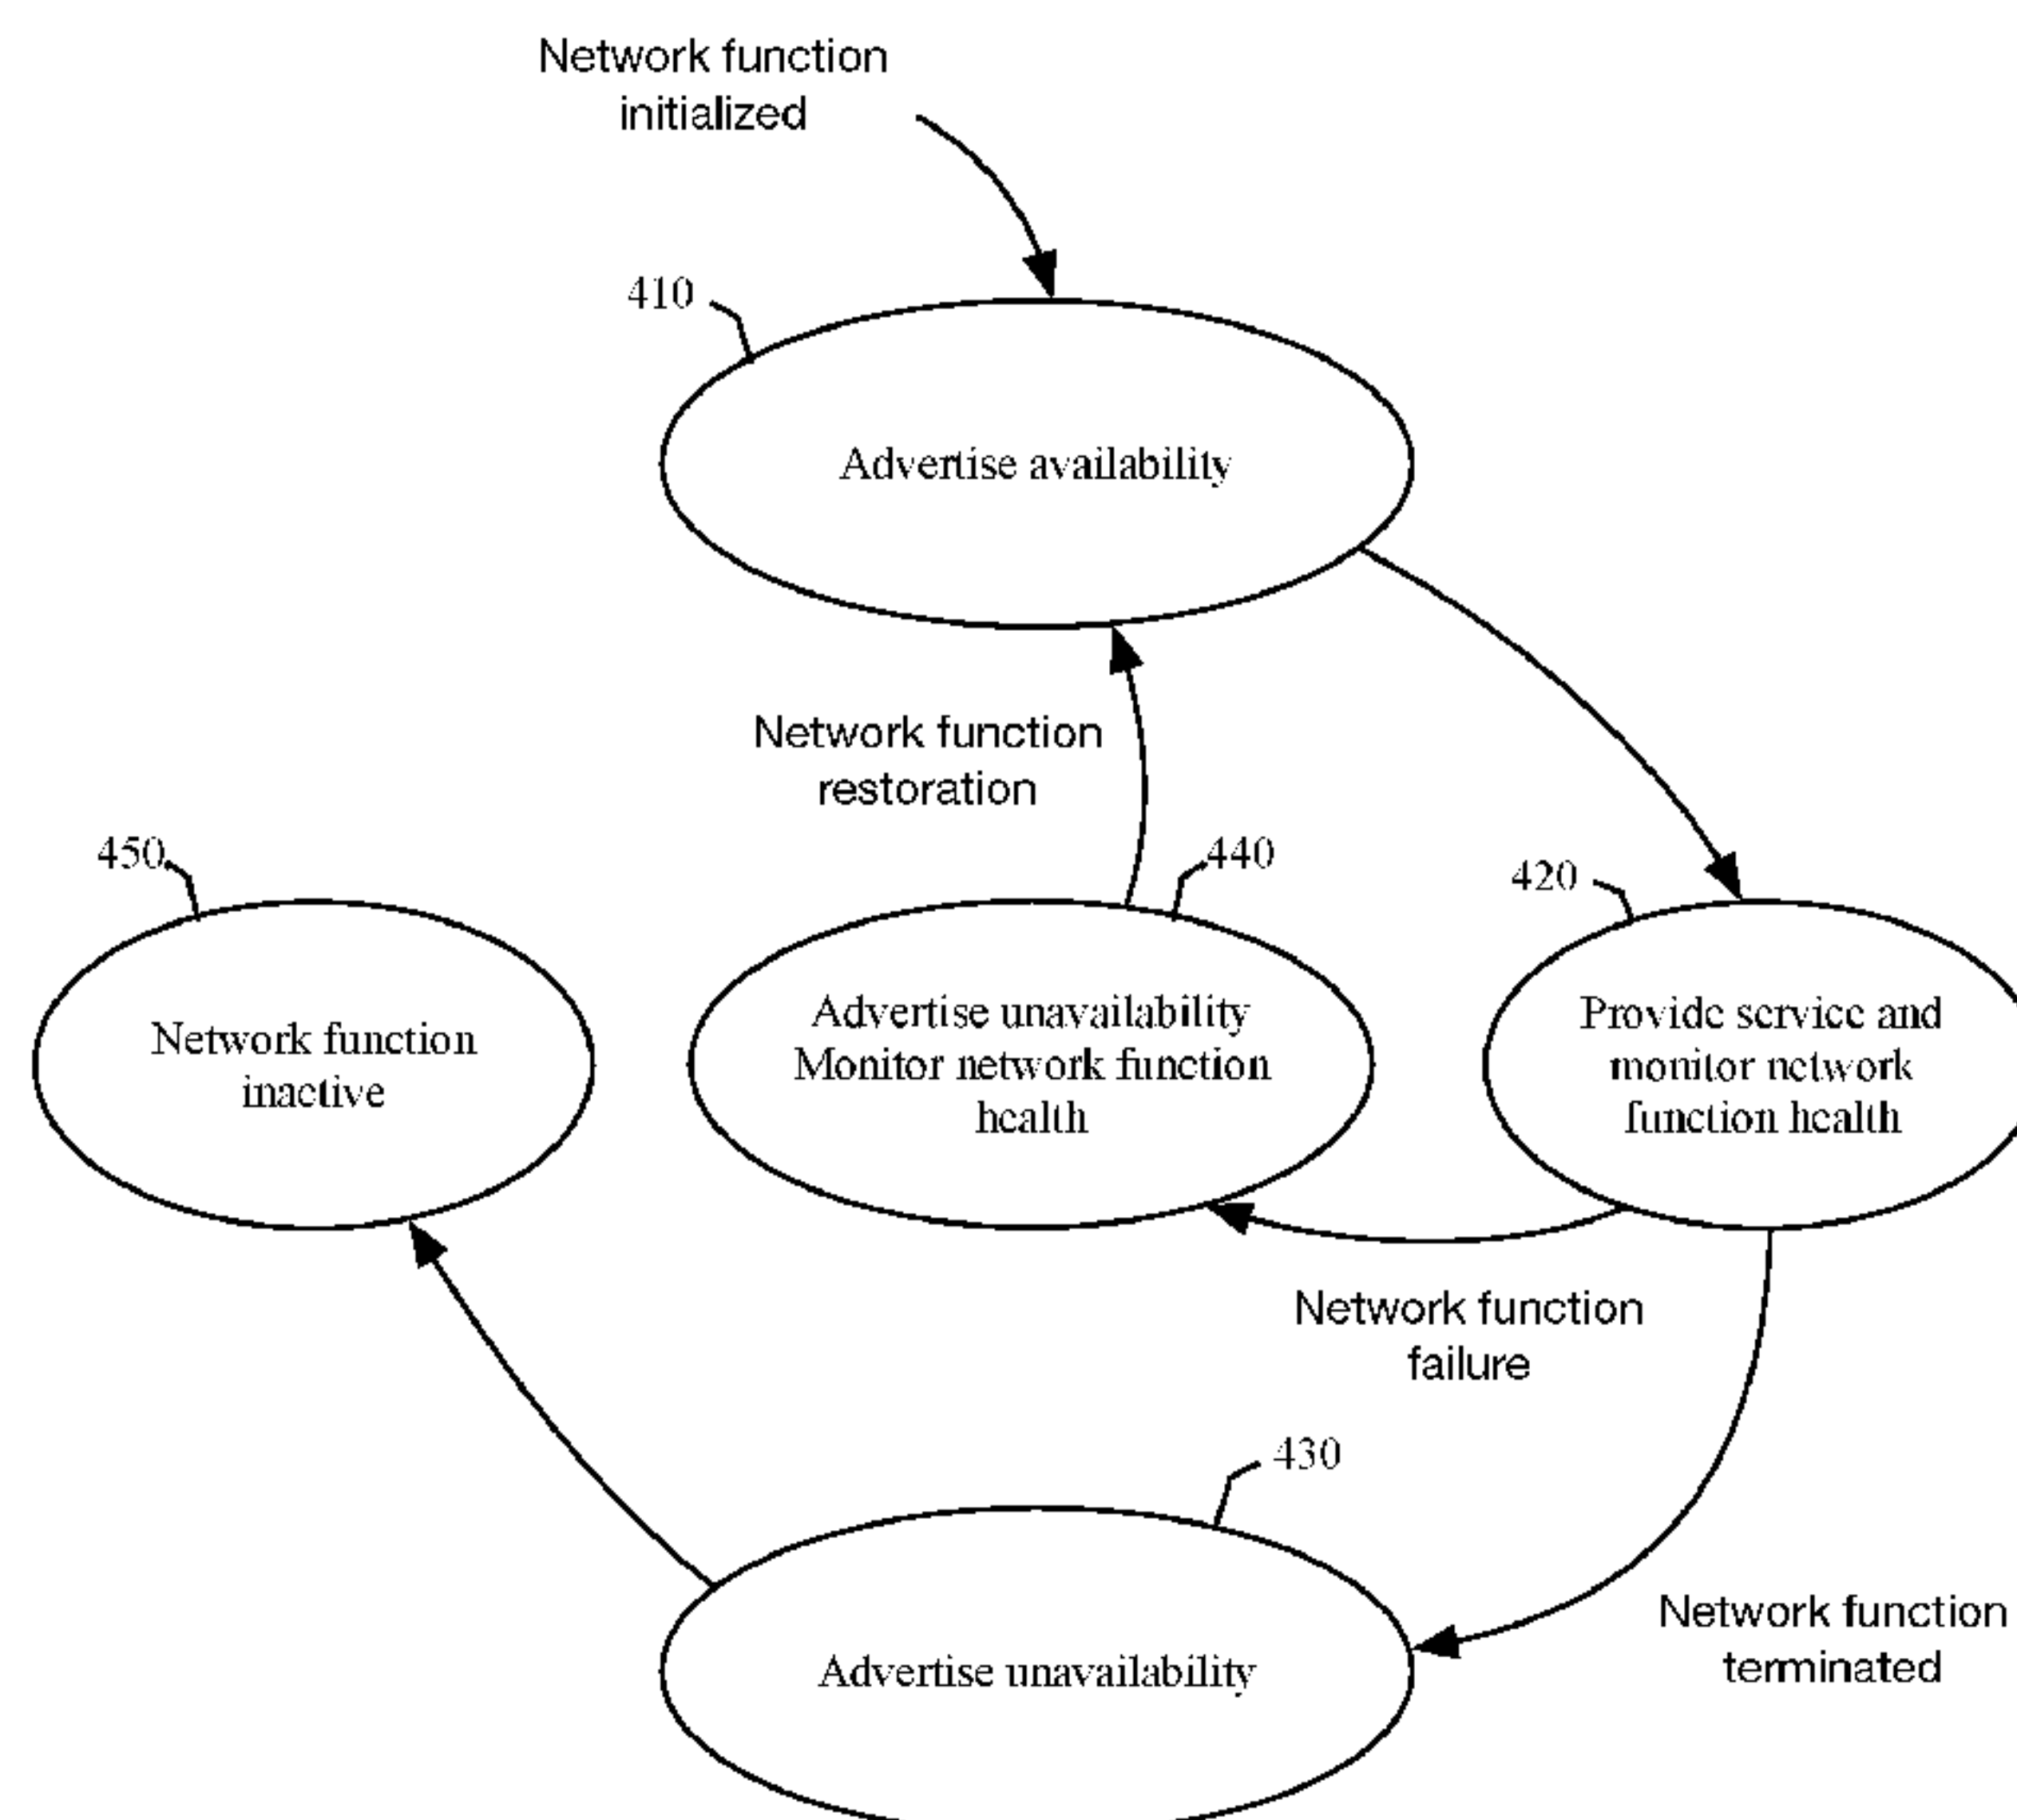 Network function
initialized
410
Advertise availability
Network function
restoration
450
440
420
Network function
inactive
Advertise unavailability
Monitor network function
health
Provide service and
monitor network
function health
Network function
failure
430
Network function
terminated
Advertise unavailability